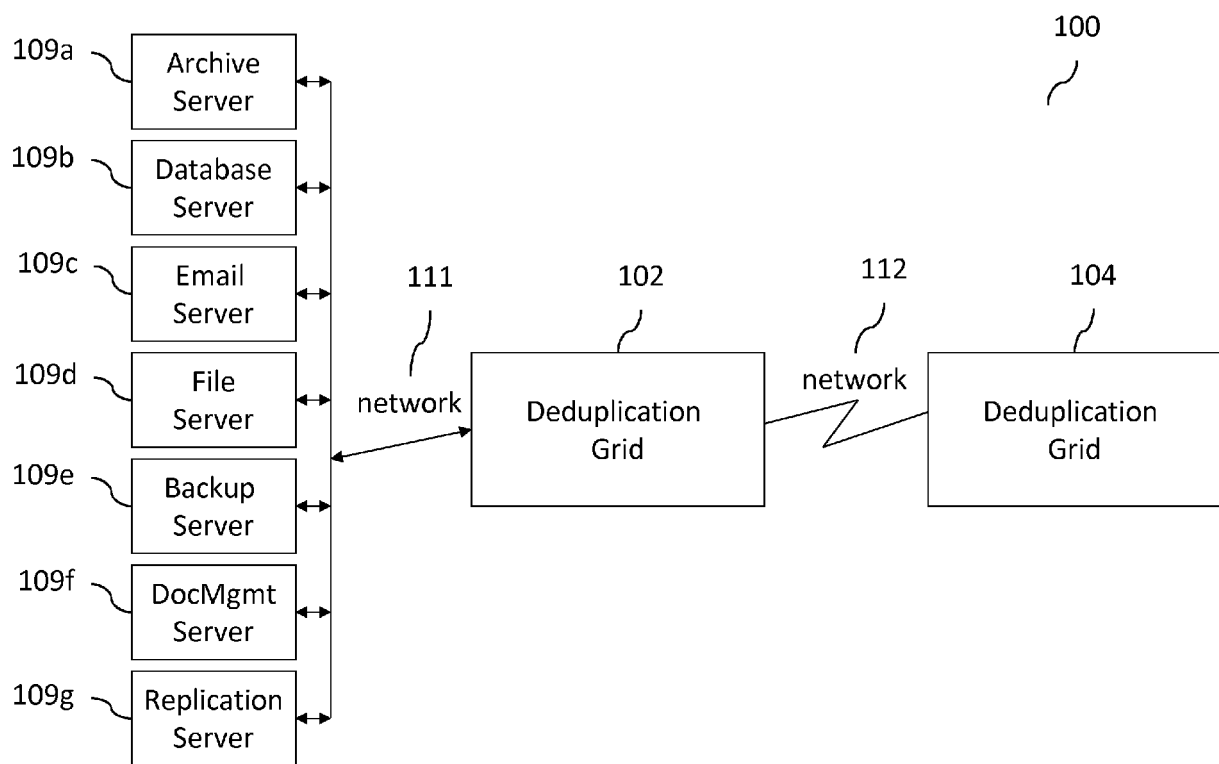 100
109a
Archive
Server
109b
Database
Server
109c
Email
Server
111
102
112
104
109d
File
Server
network
Deduplication
Grid
network
Deduplication
Grid
109e
Backup
Server
109f
DocMgmt
Server
109g
Replication
Server